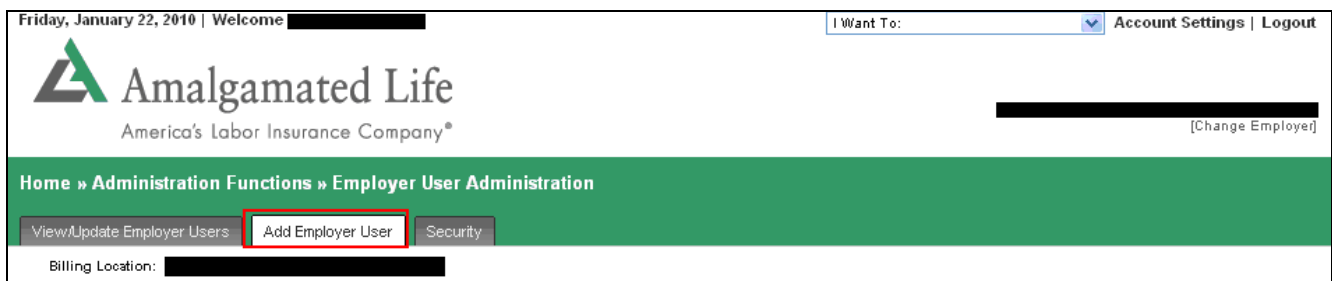 Friday, January 22, 2010 | Welcome
I Want To:
Account Settings | Logout
Amalgamated Life
America's Labor Insurance Company®
[Change Employer]
Home » Administration Functions » Employer User Administration
View/Update Employer Users
Add Employer User
Security
Billing Location: